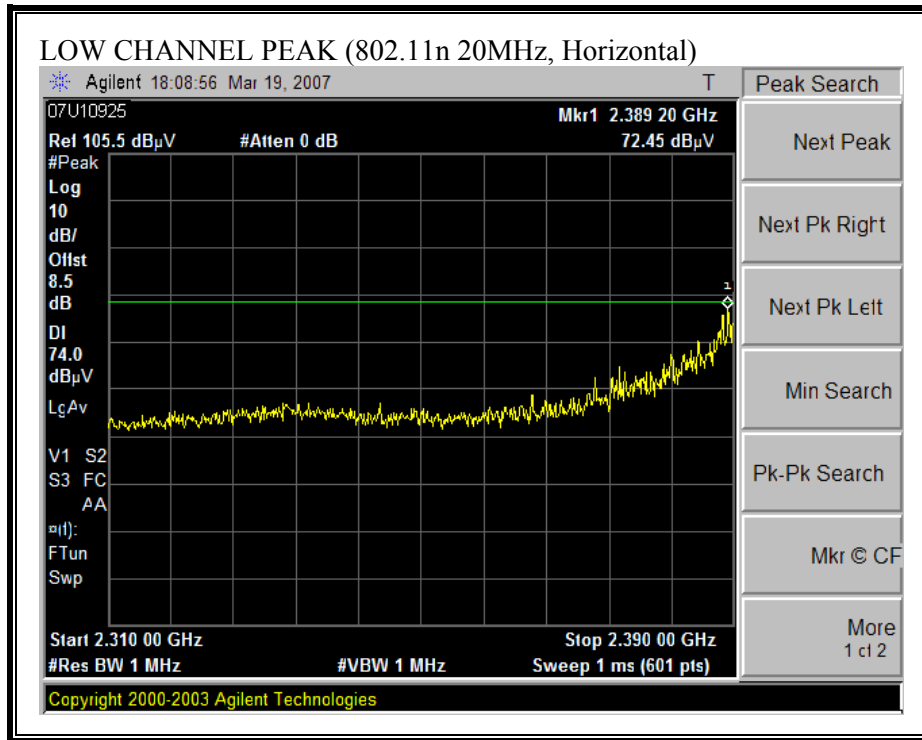 LOW CHANNEL PEAK (802.11n 20MHz, Horizontal)
Agilent 18:08:56 Mar 19, 2007 T
Peak Search
07U10925
Mkr1 2.389 20 GHz
Ref 105.5 dBµV #Atten 0 dB 72.45 dBµV
#Peak
Log
10
dB/
Offst
8.5
dB
DI
74.0
dBµV
LgAv
V1 S2
S3 FC
AA
¤(f):
FTun
Swp
1
Start 2.310 00 GHz Stop 2.390 00 GHz
#Res BW 1 MHz #VBW 1 MHz Sweep 1 ms (601 pts)
Copyright 2000-2003 Agilent Technologies
Next Peak
Next Pk Right
Next Pk Left
Min Search
Pk-Pk Search
Mkr © CF
More
1 of 2